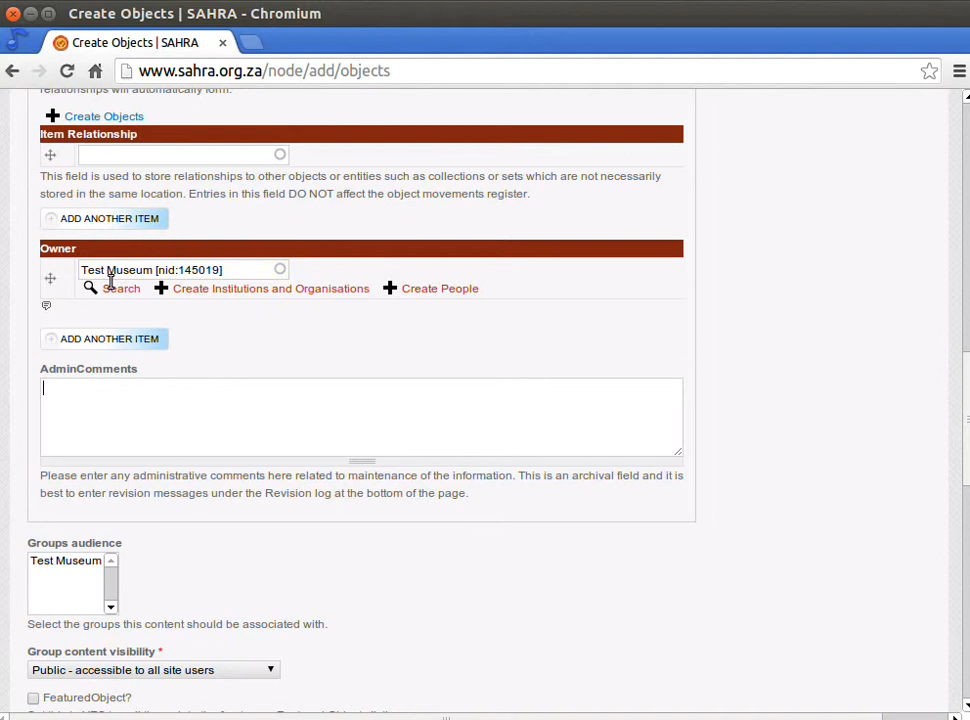 Create Objects | SAHRA - Chromium
Create Objects | SAHRA
www.sahra.org.za/node/add/objects
relationships will automatically form.
Create Objects
Item Relationship
This field is used to store relationships to other objects or entities such as collections or sets which are not necessarily
stored in the same location. Entries in this field DO NOT affect the object movements register.
ADD ANOTHER ITEM
Owner
Test Museum [nid:145019]
Search Create Institutions and Organisations Create People
ADD ANOTHER ITEM
AdminComments
Please enter any administrative comments here related to maintenance of the information. This is an archival field and it is
best to enter revision messages under the Revision log at the bottom of the page.
Groups audience
Test Museum
Select the groups this content should be associated with.
Group content visibility *
Public - accessible to all site users
FeaturedObject?